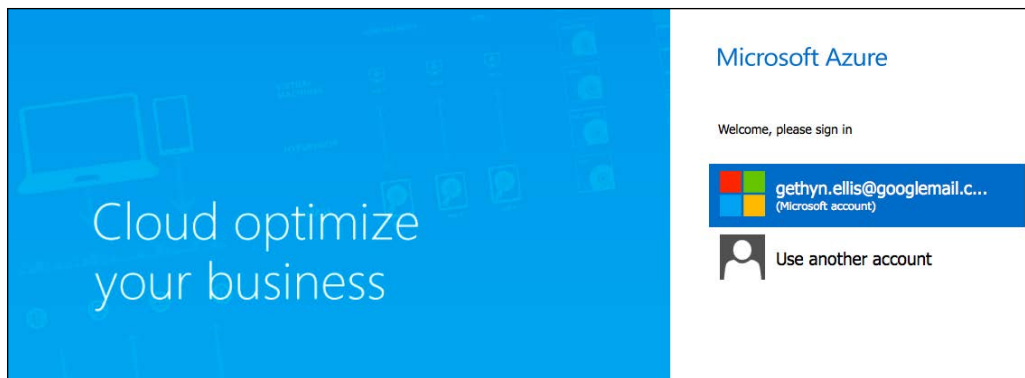 Cloud optimize
your business
Microsoft Azure
Welcome, please sign in
gethyn.ellis@googlemail.c...
(Microsoft account)
Use another account